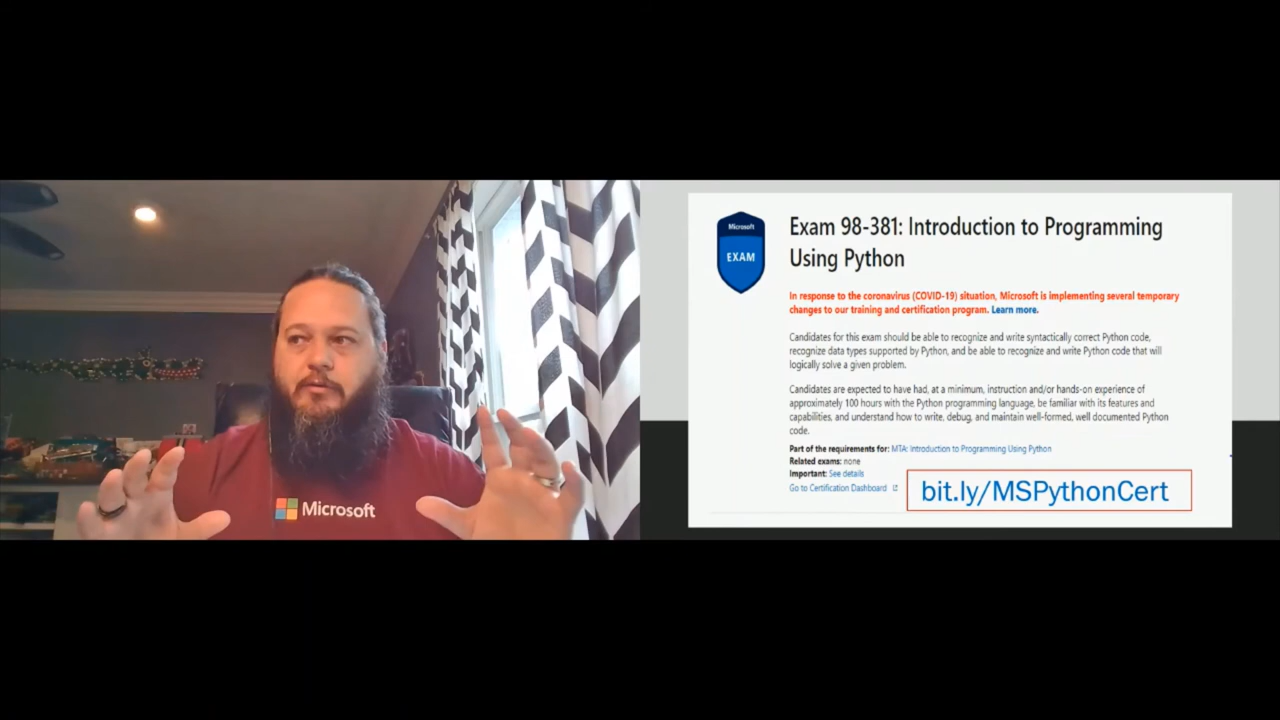 Microsoft
Microsoft
EXAM
Exam 98-381: Introduction to Programming
Using Python
In response to the coronavirus (COVID-19) situation, Microsoft is implementing several temporary
changes to our training and certification program. Learn more.
Candidates for this exam should be able to recognize and write syntactically correct Python code,
recognize data types supported by Python, and be able to recognize and write Python code that will
logically solve a given problem.
Candidates are expected to have had, at a minimum, instruction and/or hands-on experience of
approximately 100 hours with the Python programming language, be familiar with its features and
capabilities, and understand how to write, debug, and maintain well-formed, well documented Python
code.
Part of the requirements for: MTA: Introduction to Programming Using Python
Related exams: none
Important: See details
Go to Certification Dashboard
bit.ly/MSPythonCert